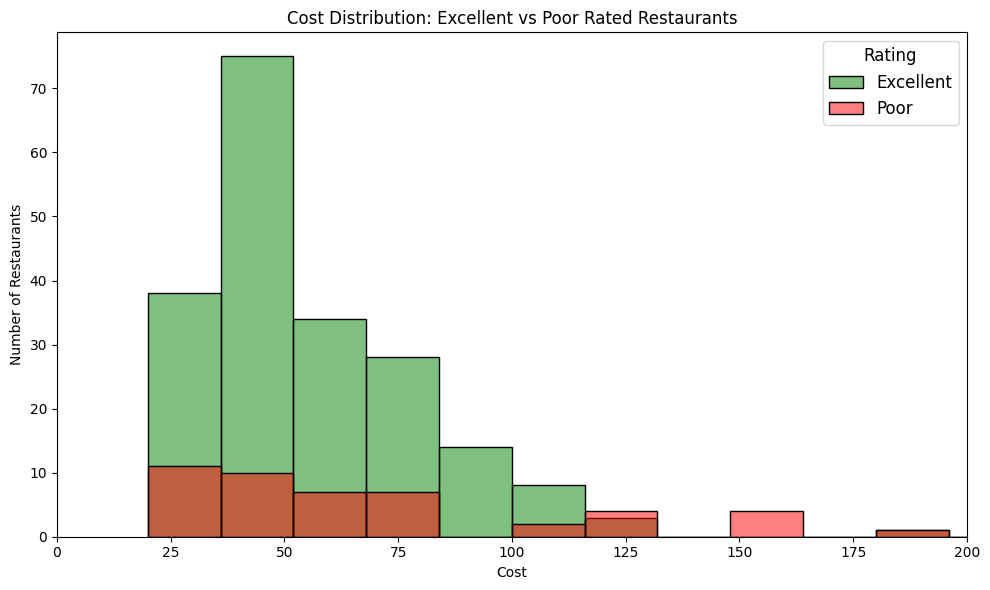 Cost Distribution: Excellent vs Poor Rated Restaurants
Rating
Excellent
Poor
Number of Restaurants
70
60
50
40
30
20
10
0
0 25 50 75 100 125 150 175 200
Cost